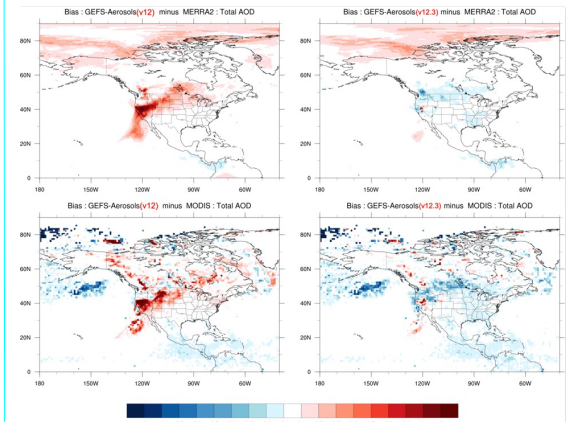 Bias : GEFS-Aerosols(v12) minus MERRA2 : Total AOD
Bias : GEFS-Aerosols(v12.3) minus MERRA2 : Total AOD
80N
60N
40N
20N
0
180 150W 120W 90W 60W
80N
60N
40N
20N
0
180 150W 120W 90W 60W
Bias : GEFS-Aerosols(v12) minus MODIS : Total AOD
Bias : GEFS-Aerosols(v12.3) minus MODIS : Total AOD
80N
60N
40N
20N
0
180 150W 120W 90W 60W
80N
60N
40N
20N
0
180 150W 120W 90W 60W